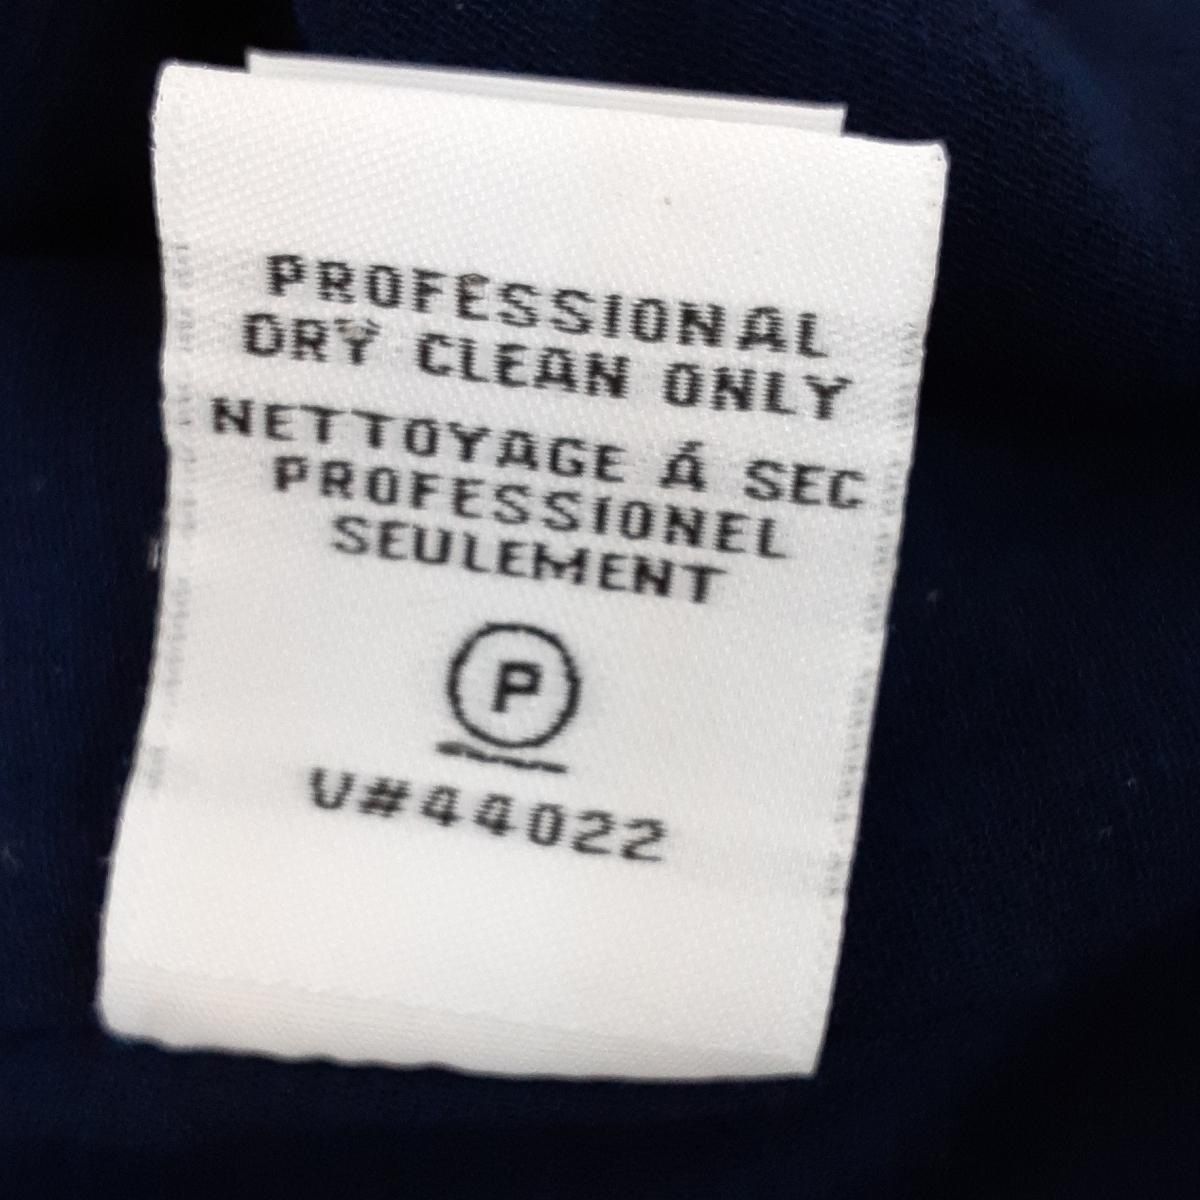 PROFESSIONAL
DRY CLEAN ONLY
NETTOYAGE Á SEC
PROFESSIONEL
SEULEMENT
P
V#44022